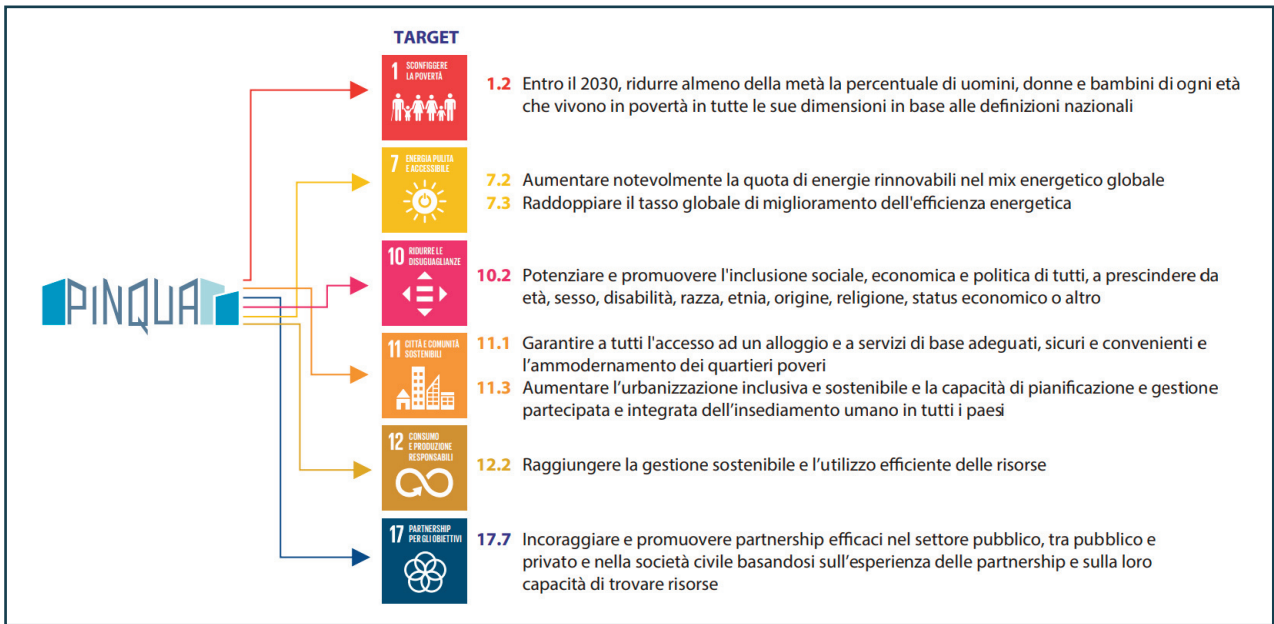 TARGET
1 SCONFIGGERE
LA POVERTÀ
1.2 Entro il 2030, ridurre almeno della metà la percentuale di uomini, donne e bambini di ogni età
che vivono in povertà in tutte le sue dimensioni in base alle definizioni nazionali
7 ENERGIA PULITA
E ACCESSIBILE
7.2 Aumentare notevolmente la quota di energie rinnovabili nel mix energetico globale
7.3 Raddoppiare il tasso globale di miglioramento dell'efficienza energetica
10 RIDURRE LE
DISUGUAGLIANZE
10.2 Potenziare e promuovere l'inclusione sociale, economica e politica di tutti, a prescindere da
età, sesso, disabilità, razza, etnia, origine, religione, status economico o altro
PINQUA
11 CITTÀ E COMUNITÀ
SOSTENIBILI
11.1 Garantire a tutti l'accesso ad un alloggio e a servizi di base adeguati, sicuri e convenienti e
l’ammodernamento dei quartieri poveri
11.3 Aumentare l’urbanizzazione inclusiva e sostenibile e la capacità di pianificazione e gestione
partecipata e integrata dell’insediamento umano in tutti i paesi
12 CONSUMO
E PRODUZIONE
RESPONSABILI
12.2 Raggiungere la gestione sostenibile e l’utilizzo efficiente delle risorse
17 PARTNERSHIP
PER GLI OBIETTIVI
17.7 Incoraggiare e promuovere partnership efficaci nel settore pubblico, tra pubblico e
privato e nella società civile basandosi sull’esperienza delle partnership e sulla loro
capacità di trovare risorse